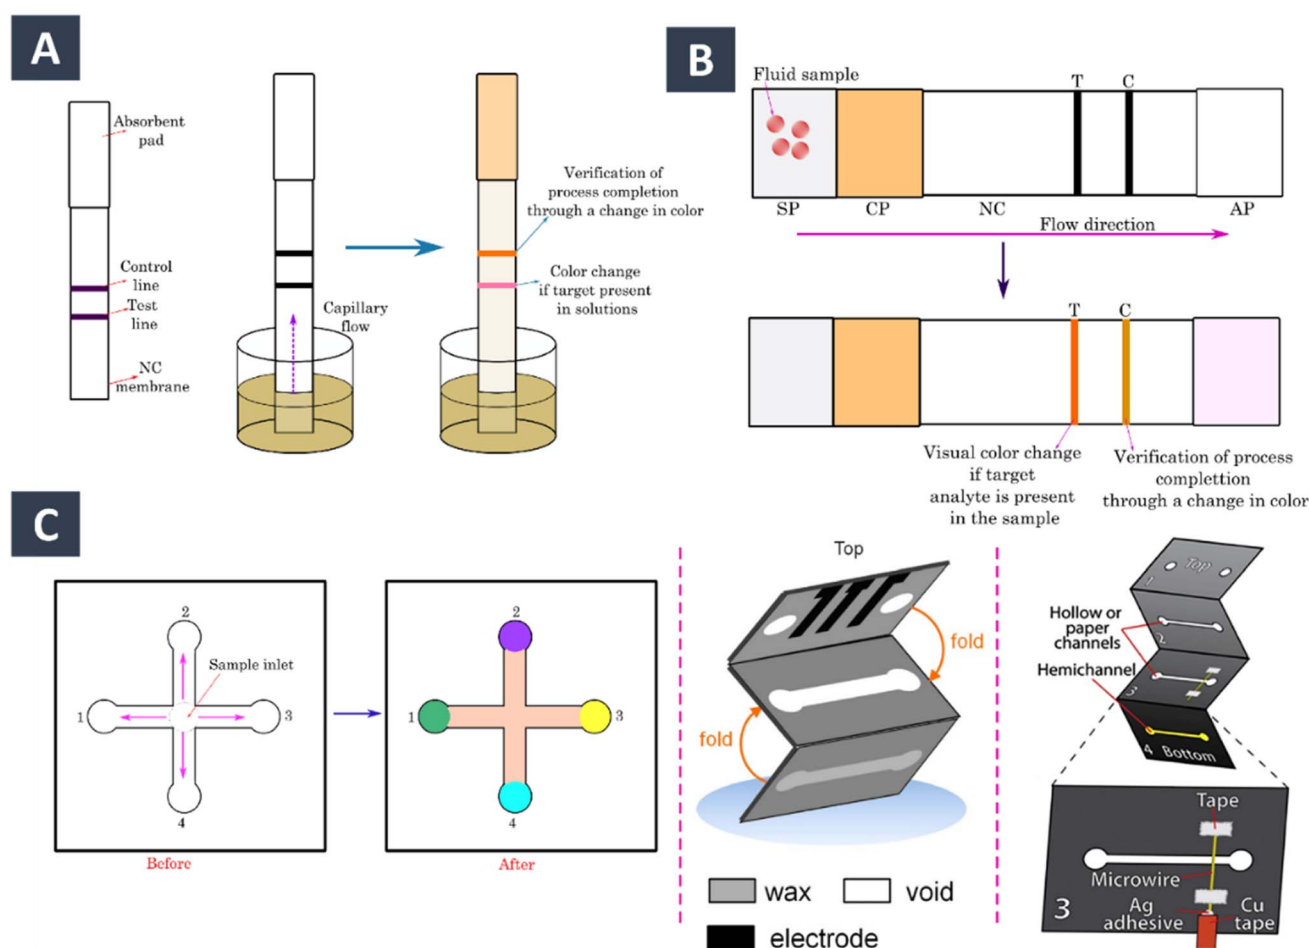 A
Absorbent
pad
Control
line
Test
line
NC
membrane
Capillary
flow
Verification of
process completion
through a change in color
Color change
if target present
in solutions
B
Fluid sample
T
C
SP
CP
NC
AP
Flow direction
T
C
Visual color change
if target
analyte is present
in the sample
Verification of process
complettion
through a change in color
C
2
Sample inlet
1
3
4
Before
2
1
3
4
After
Top
fold
fold
wax
void
electrode
Top
1
Hollow or
paper
channels
2
Hemichannel
3
4 Bottom
Tape
Microwire
3
Ag
adhesive
Cu
tape